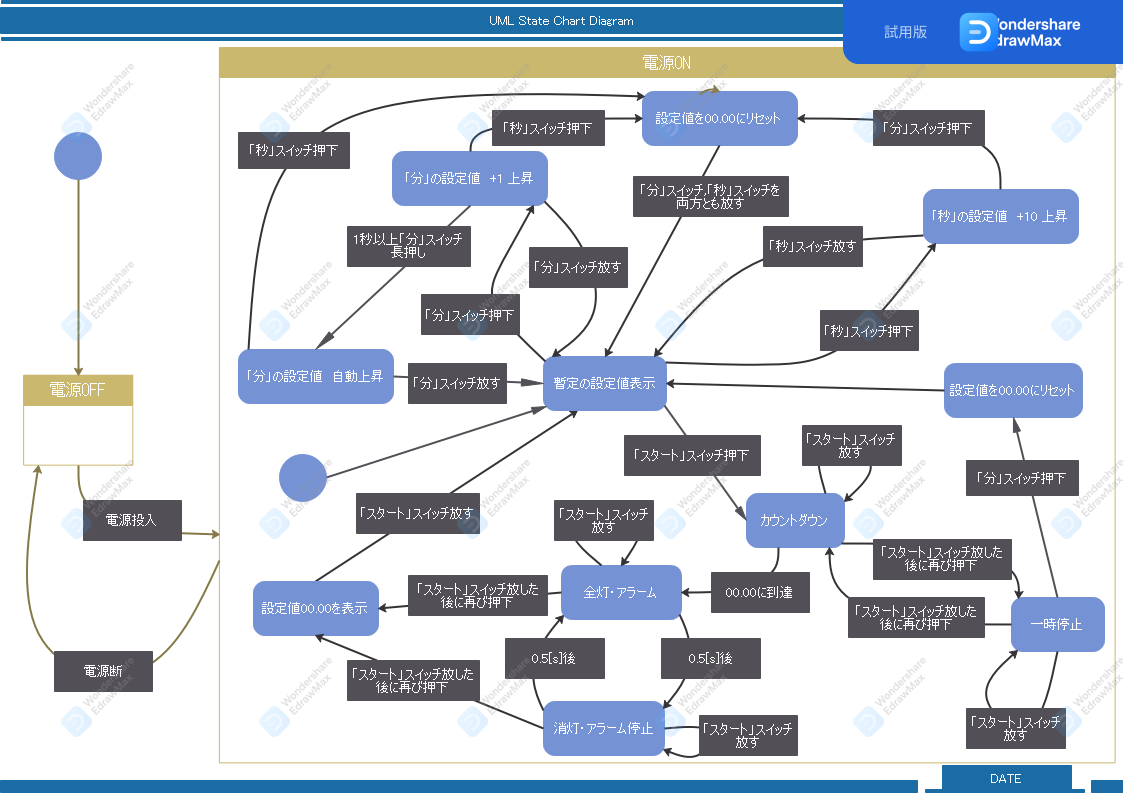 UML State Chart Diagram
試用版
Wondershare
EdrawMax
電源ON
設定値を00.00にリセット
「秒」スイッチ押下
「分」スイッチ押下
「秒」スイッチ押下
「分」の設定値　+1 上昇
「分」スイッチ,「秒」スイッチを
両方とも放す
「秒」の設定値　+10 上昇
1秒以上「分」スイッチ
長押し
「秒」スイッチ放す
「分」スイッチ放す
「分」スイッチ押下
「秒」スイッチ押下
電源OFF
「分」の設定値　自動上昇
「分」スイッチ放す
暫定の設定値表示
設定値を00.00にリセット
「スタート」スイッチ
放す
「スタート」スイッチ押下
「分」スイッチ押下
電源投入
「スタート」スイッチ放す
「スタート」スイッチ
放す
カウントダウン
「スタート」スイッチ放した
後に再び押下
設定値00.00を表示
「スタート」スイッチ放した
後に再び押下
全灯・アラーム
00.00に到達
「スタート」スイッチ放した
後に再び押下
一時停止
電源断
0.5[s]後
0.5[s]後
「スタート」スイッチ放した
後に再び押下
消灯・アラーム停止
「スタート」スイッチ
放す
「スタート」スイッチ
放す
DATE